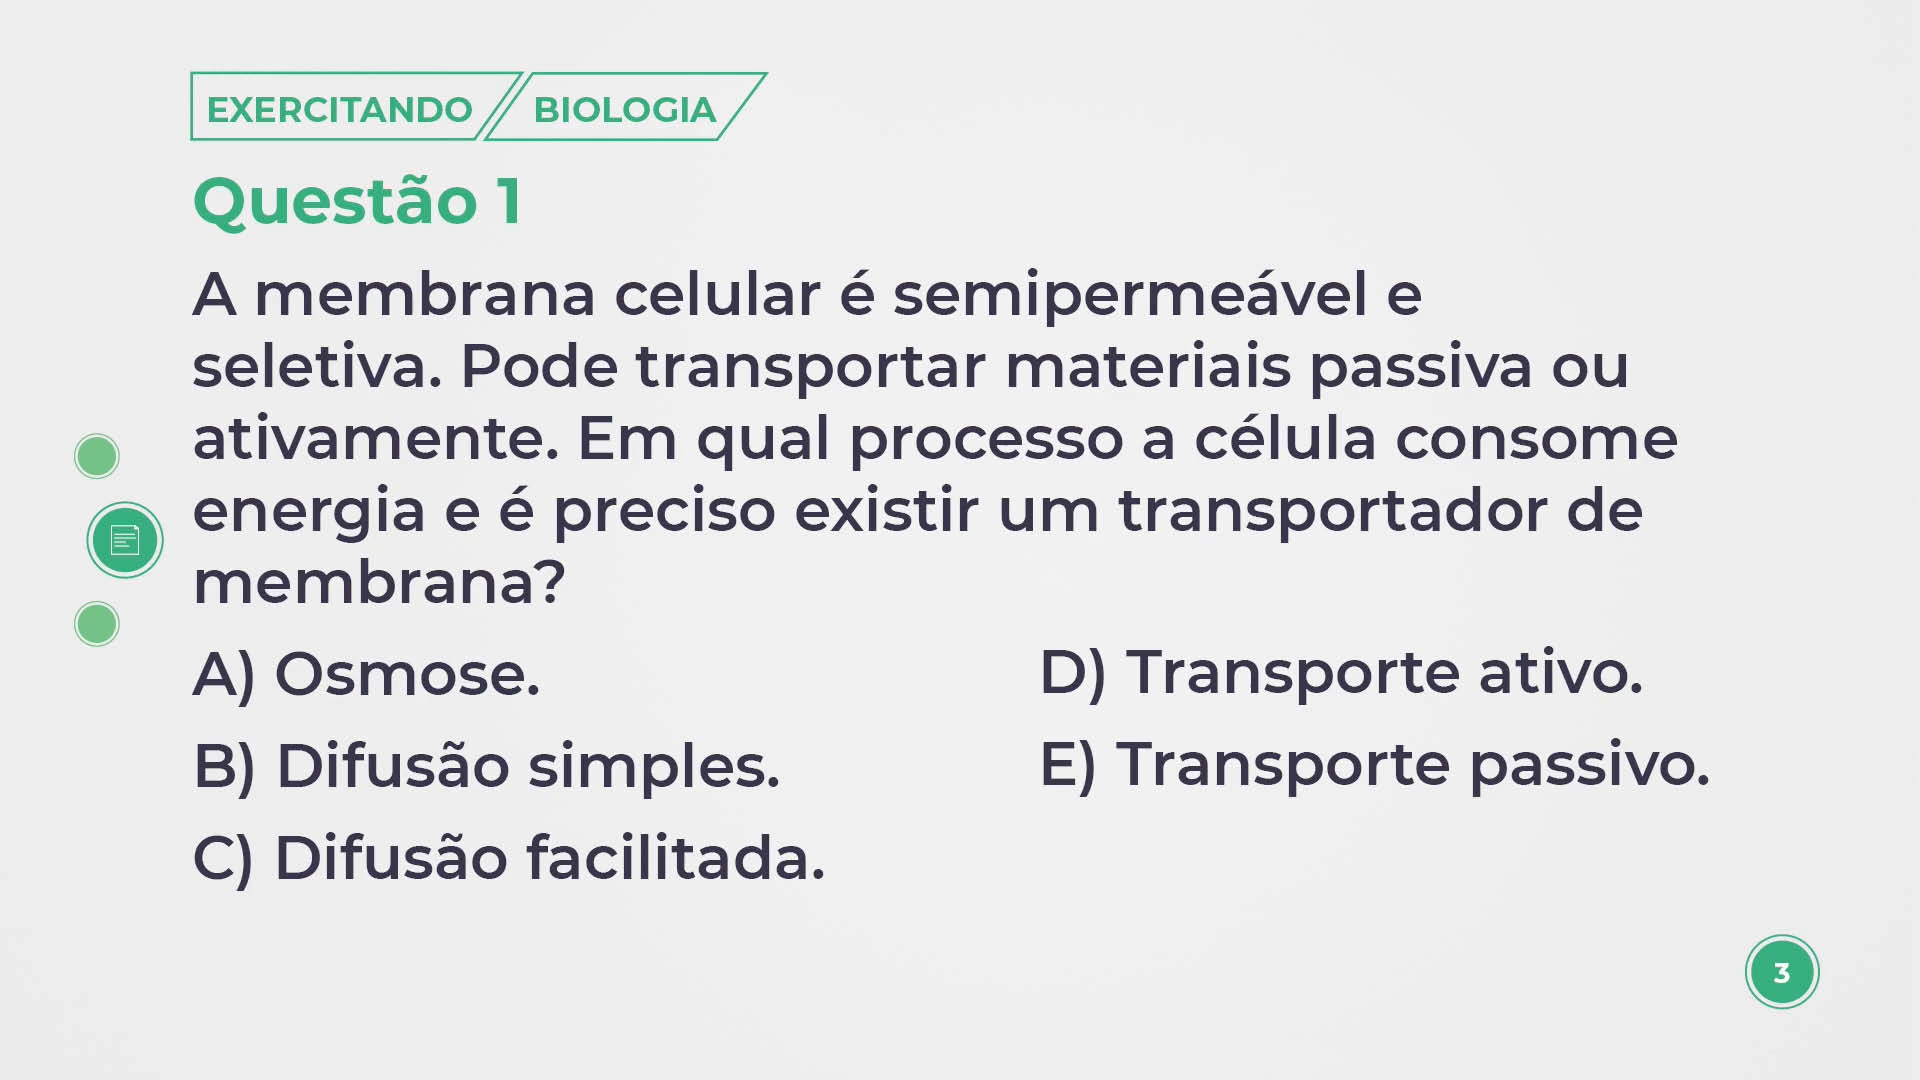 EXERCITANDO BIOLOGIA
Questão 1
A membrana celular é semipermeável e
seletiva. Pode transportar materiais passiva ou
ativamente. Em qual processo a célula consome
energia e é preciso existir um transportador de
membrana?
A) Osmose.
B) Difusão simples.
C) Difusão facilitada.
D) Transporte ativo.
E) Transporte passivo.
3